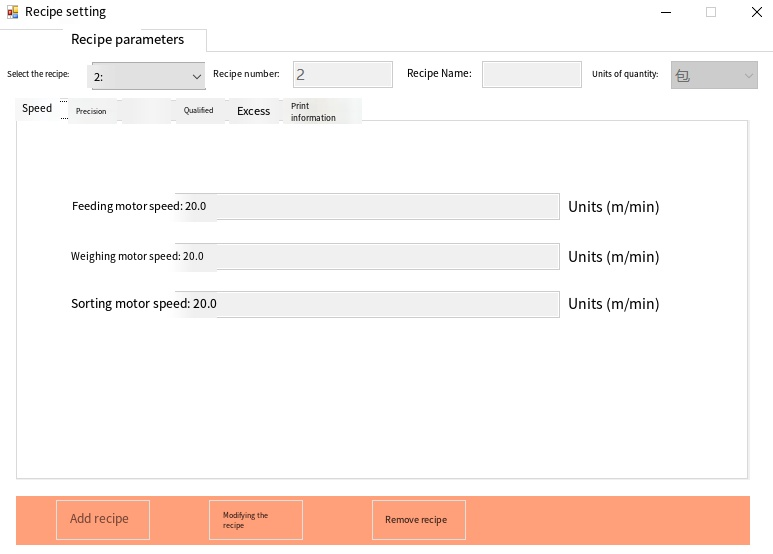 Recipe setting
Recipe parameters
Select the recipe:
2:
Recipe number:
2
Recipe Name:
Units of quantity:
包
Speed
Precision
Qualified
Excess
Print
information
Feeding motor speed: 20.0
Units (m/min)
Weighing motor speed: 20.0
Units (m/min)
Sorting motor speed: 20.0
Units (m/min)
Add recipe
Modifying the
recipe
Remove recipe